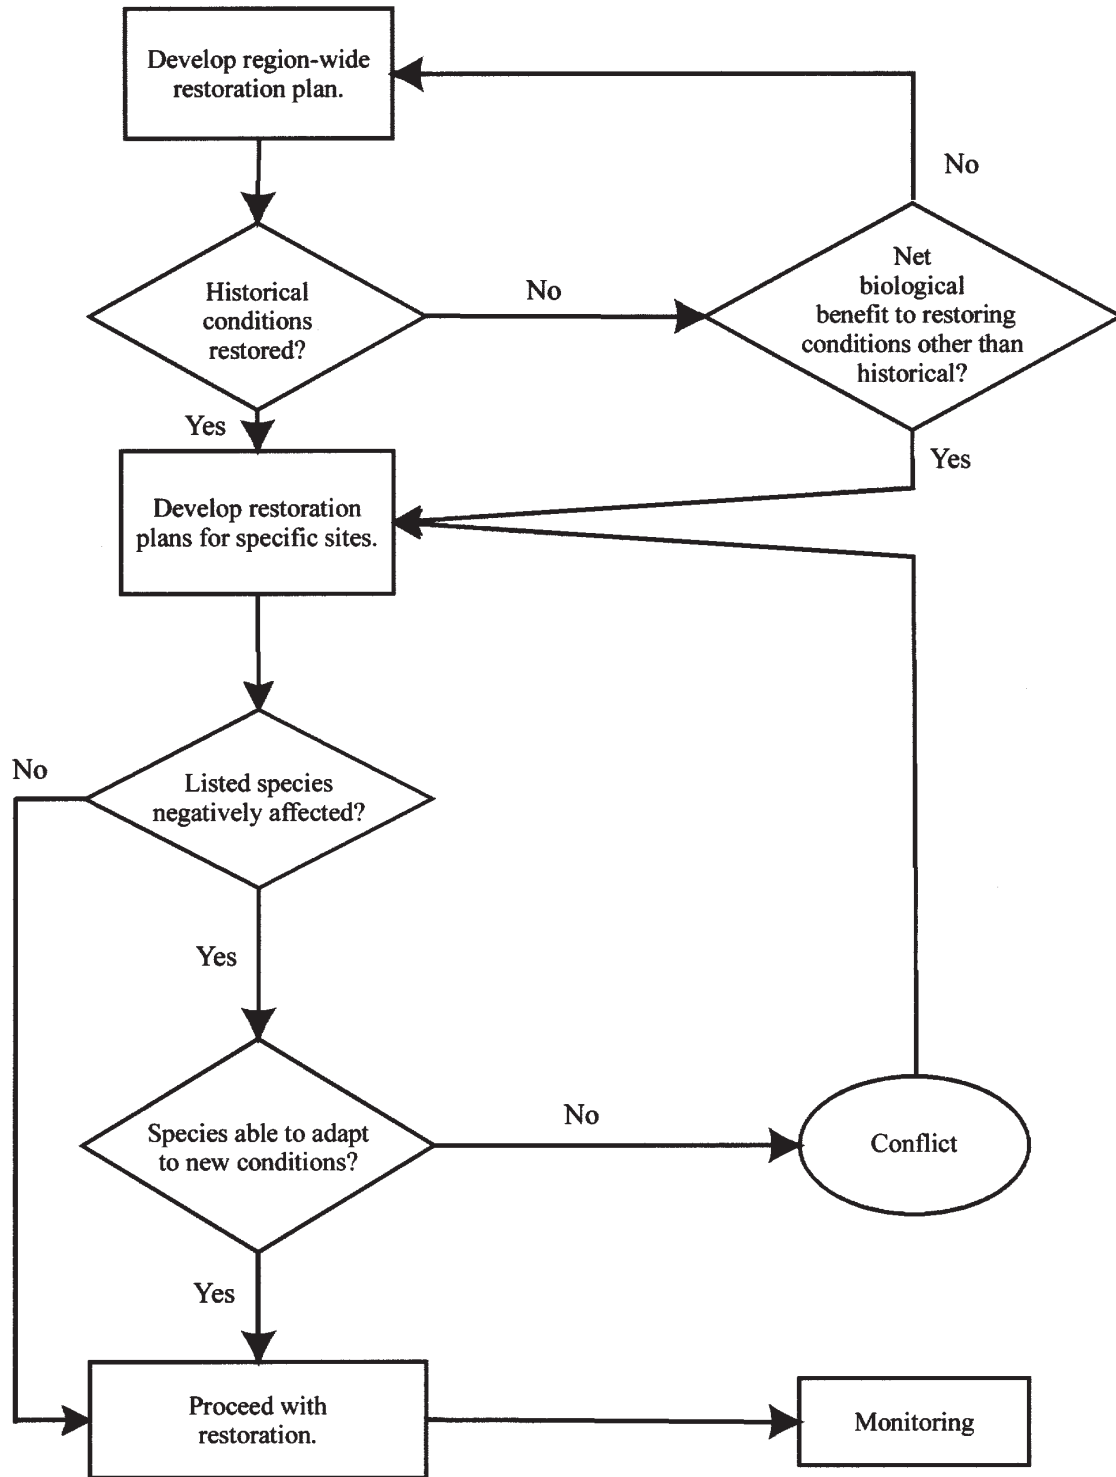 Develop region-wide
restoration plan.
No
Historical
conditions
restored?
No
Net
biological
benefit to restoring
conditions other than
historical?
Yes
Yes
Develop restoration
plans for specific sites.
No
Listed species
negatively affected?
Yes
Species able to adapt
to new conditions?
No
Conflict
Yes
Proceed with
restoration.
Monitoring